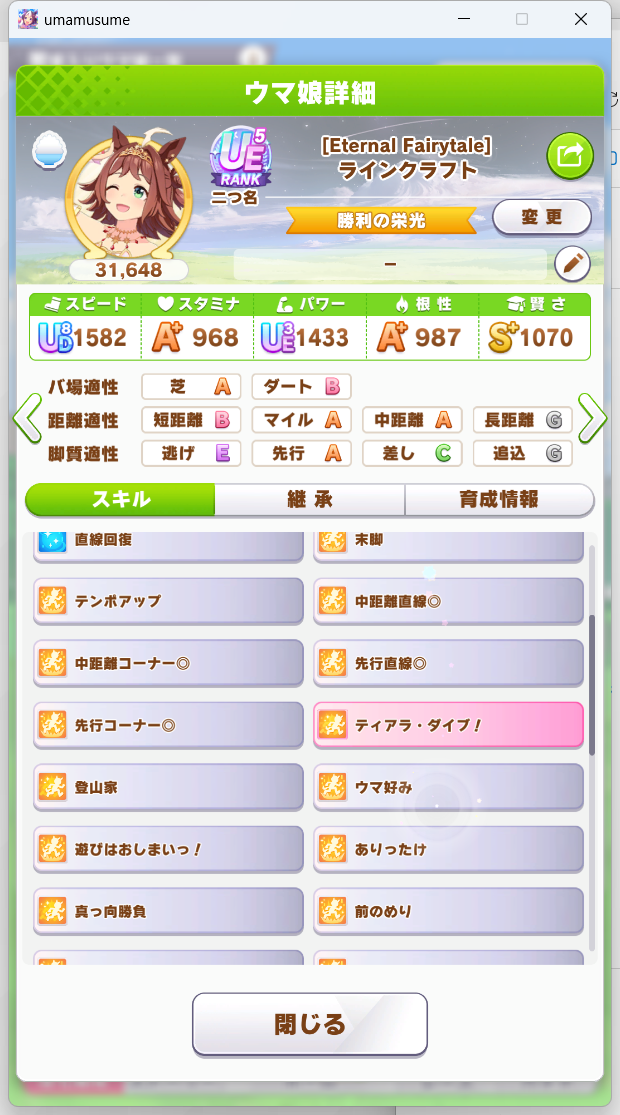 umamusume
ウマ娘詳細
UE5
RANK
二つ名
[Eternal Fairytale]
ラインクラフト
勝利の栄光
変更
31,648
–
スピード スタミナ パワー 根性 賢さ
UD8 1582 A+ 968 UE3 1433 A+ 987 S+ 1070
バ場適性 芝 A ダート B
距離適性 短距離 B マイル A 中距離 A 長距離 G
脚質適性 逃げ E 先行 A 差し C 追込 G
スキル 継承 育成情報
直線回復 末脚
テンポアップ 中距離直線◎
中距離コーナー◎ 先行直線◎
先行コーナー◎ ティアラ・ダイブ！
登山家 ウマ好み
遊びはおしまいっ！ ありったけ
真っ向勝負 前のめり
閉じる